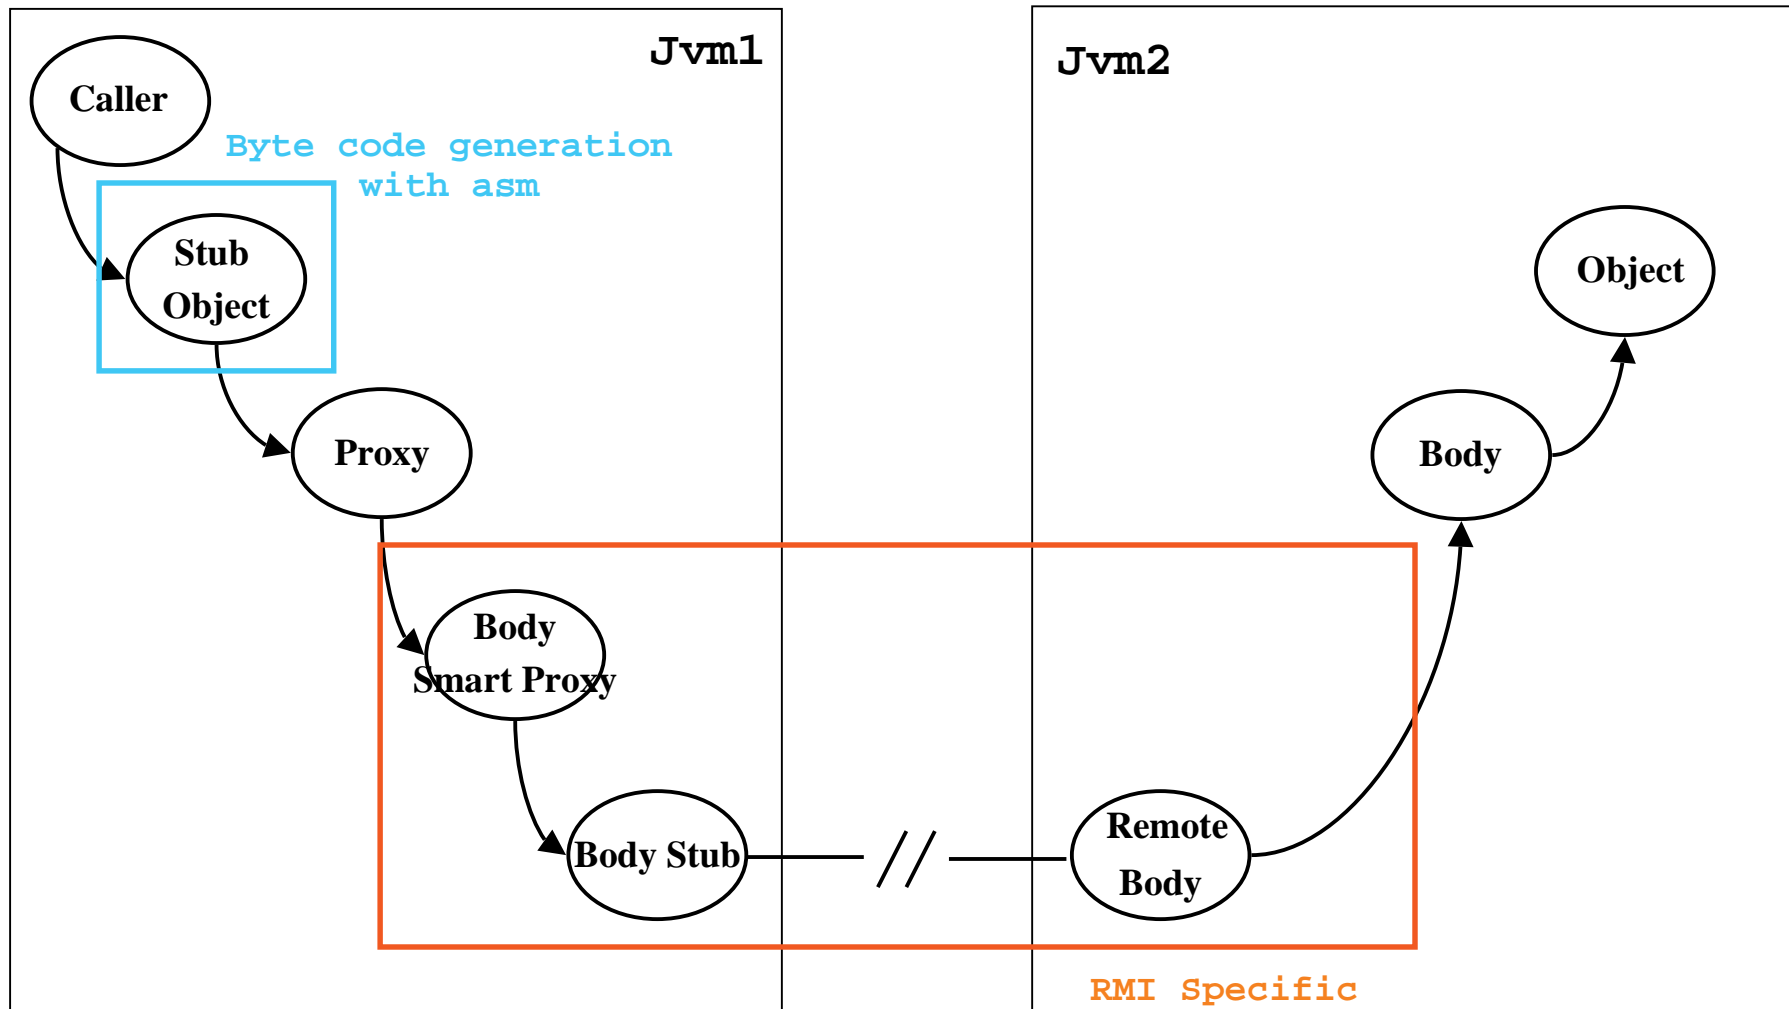 Jvm1
Jvm2
Caller
Byte code generation
with asm
Stub
Object
Object
Proxy
Body
Body
Smart Proxy
Body Stub
Remote
Body
RMI Specific